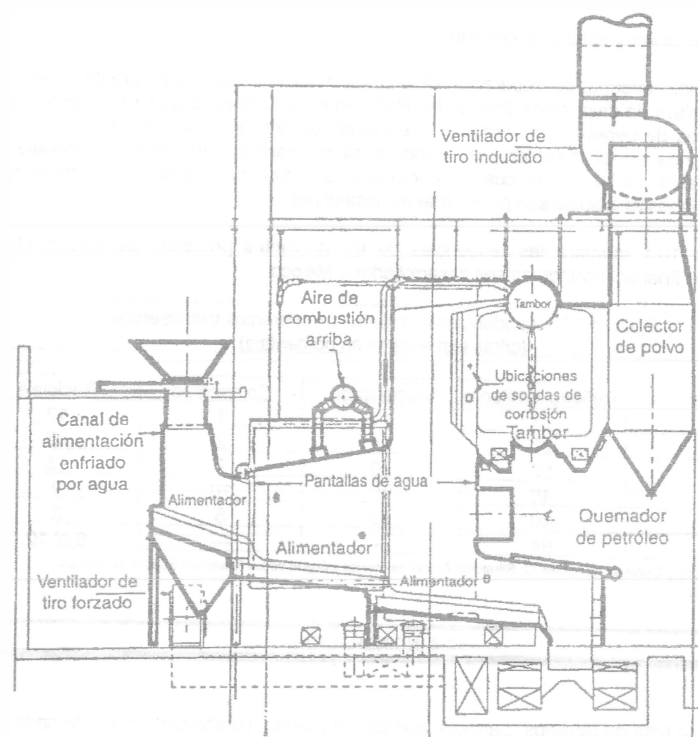 Ventilador de
tiro inducido
Aire de
combustión
arriba
Tambor
Colector
de polvo
Ubicaciones
de sondas de
corrosión
Tambor
Canal de
alimentación
enfriado
por agua
Pantallas de agua
Alimentador
Quemador
de petróleo
Alimentador
Alimentador
Ventilador de
tiro forzado